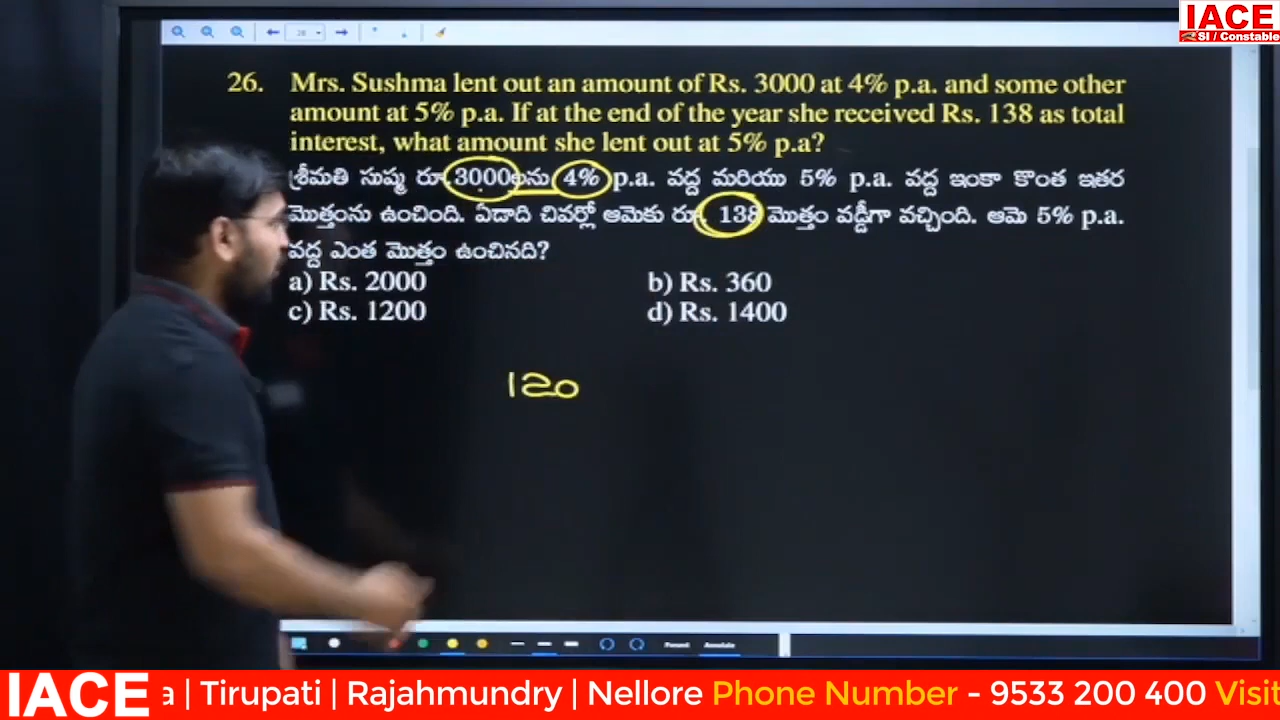 IACE
SI / Constable
26. Mrs. Sushma lent out an amount of Rs. 3000 at 4% p.a. and some other
amount at 5% p.a. If at the end of the year she received Rs. 138 as total
interest, what amount she lent out at 5% p.a?
శ్రీమతి సుష్మ రూ. 3000లను 4% p.a. వద్ద మరియు 5% p.a. వద్ద ఇంకా కొంత ఇతర
మొత్తంను ఉంచింది. ఏడాది చివర్లో ఆమెకు రూ. 138 మొత్తం వడ్డీగా వచ్చింది. ఆమె 5% p.a.
వద్ద ఎంత మొత్తం ఉంచినది?
a) Rs. 2000 b) Rs. 360
c) Rs. 1200 d) Rs. 1400
120
IACE a | Tirupati | Rajahmundry | Nellore Phone Number - 9533 200 400 Visit